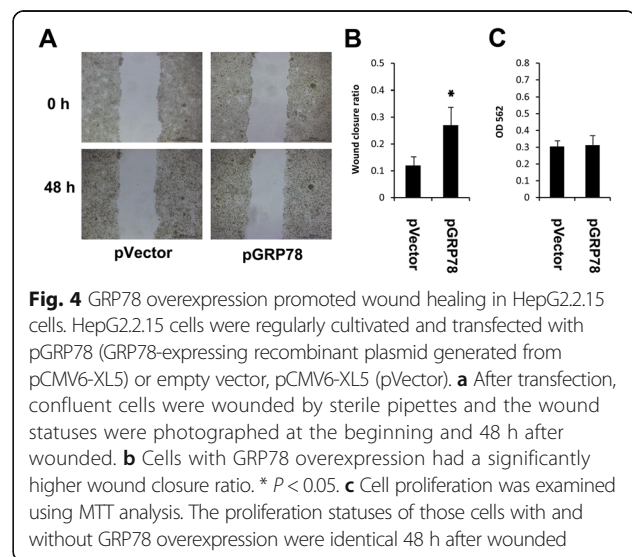 A
B
C
0 h
48 h
pVector
pGRP78
Wound closure ratio
0.4
0.3
0.2
0.1
0
*
pVector
pGRP78
OD 562
0.8
0.7
0.6
0.5
0.4
0.3
0.2
0.1
0
pVector
pGRP78
Fig. 4 GRP78 overexpression promoted wound healing in HepG2.2.15
cells. HepG2.2.15 cells were regularly cultivated and transfected with
pGRP78 (GRP78-expressing recombinant plasmid generated from
pCMV6-XL5) or empty vector, pCMV6-XL5 (pVector). a After transfection,
confluent cells were wounded by sterile pipettes and the wound
statuses were photographed at the beginning and 48 h after
wounded. b Cells with GRP78 overexpression had a significantly
higher wound closure ratio. * P < 0.05. c Cell proliferation was examined
using MTT analysis. The proliferation statuses of those cells with and
without GRP78 overexpression were identical 48 h after wounded